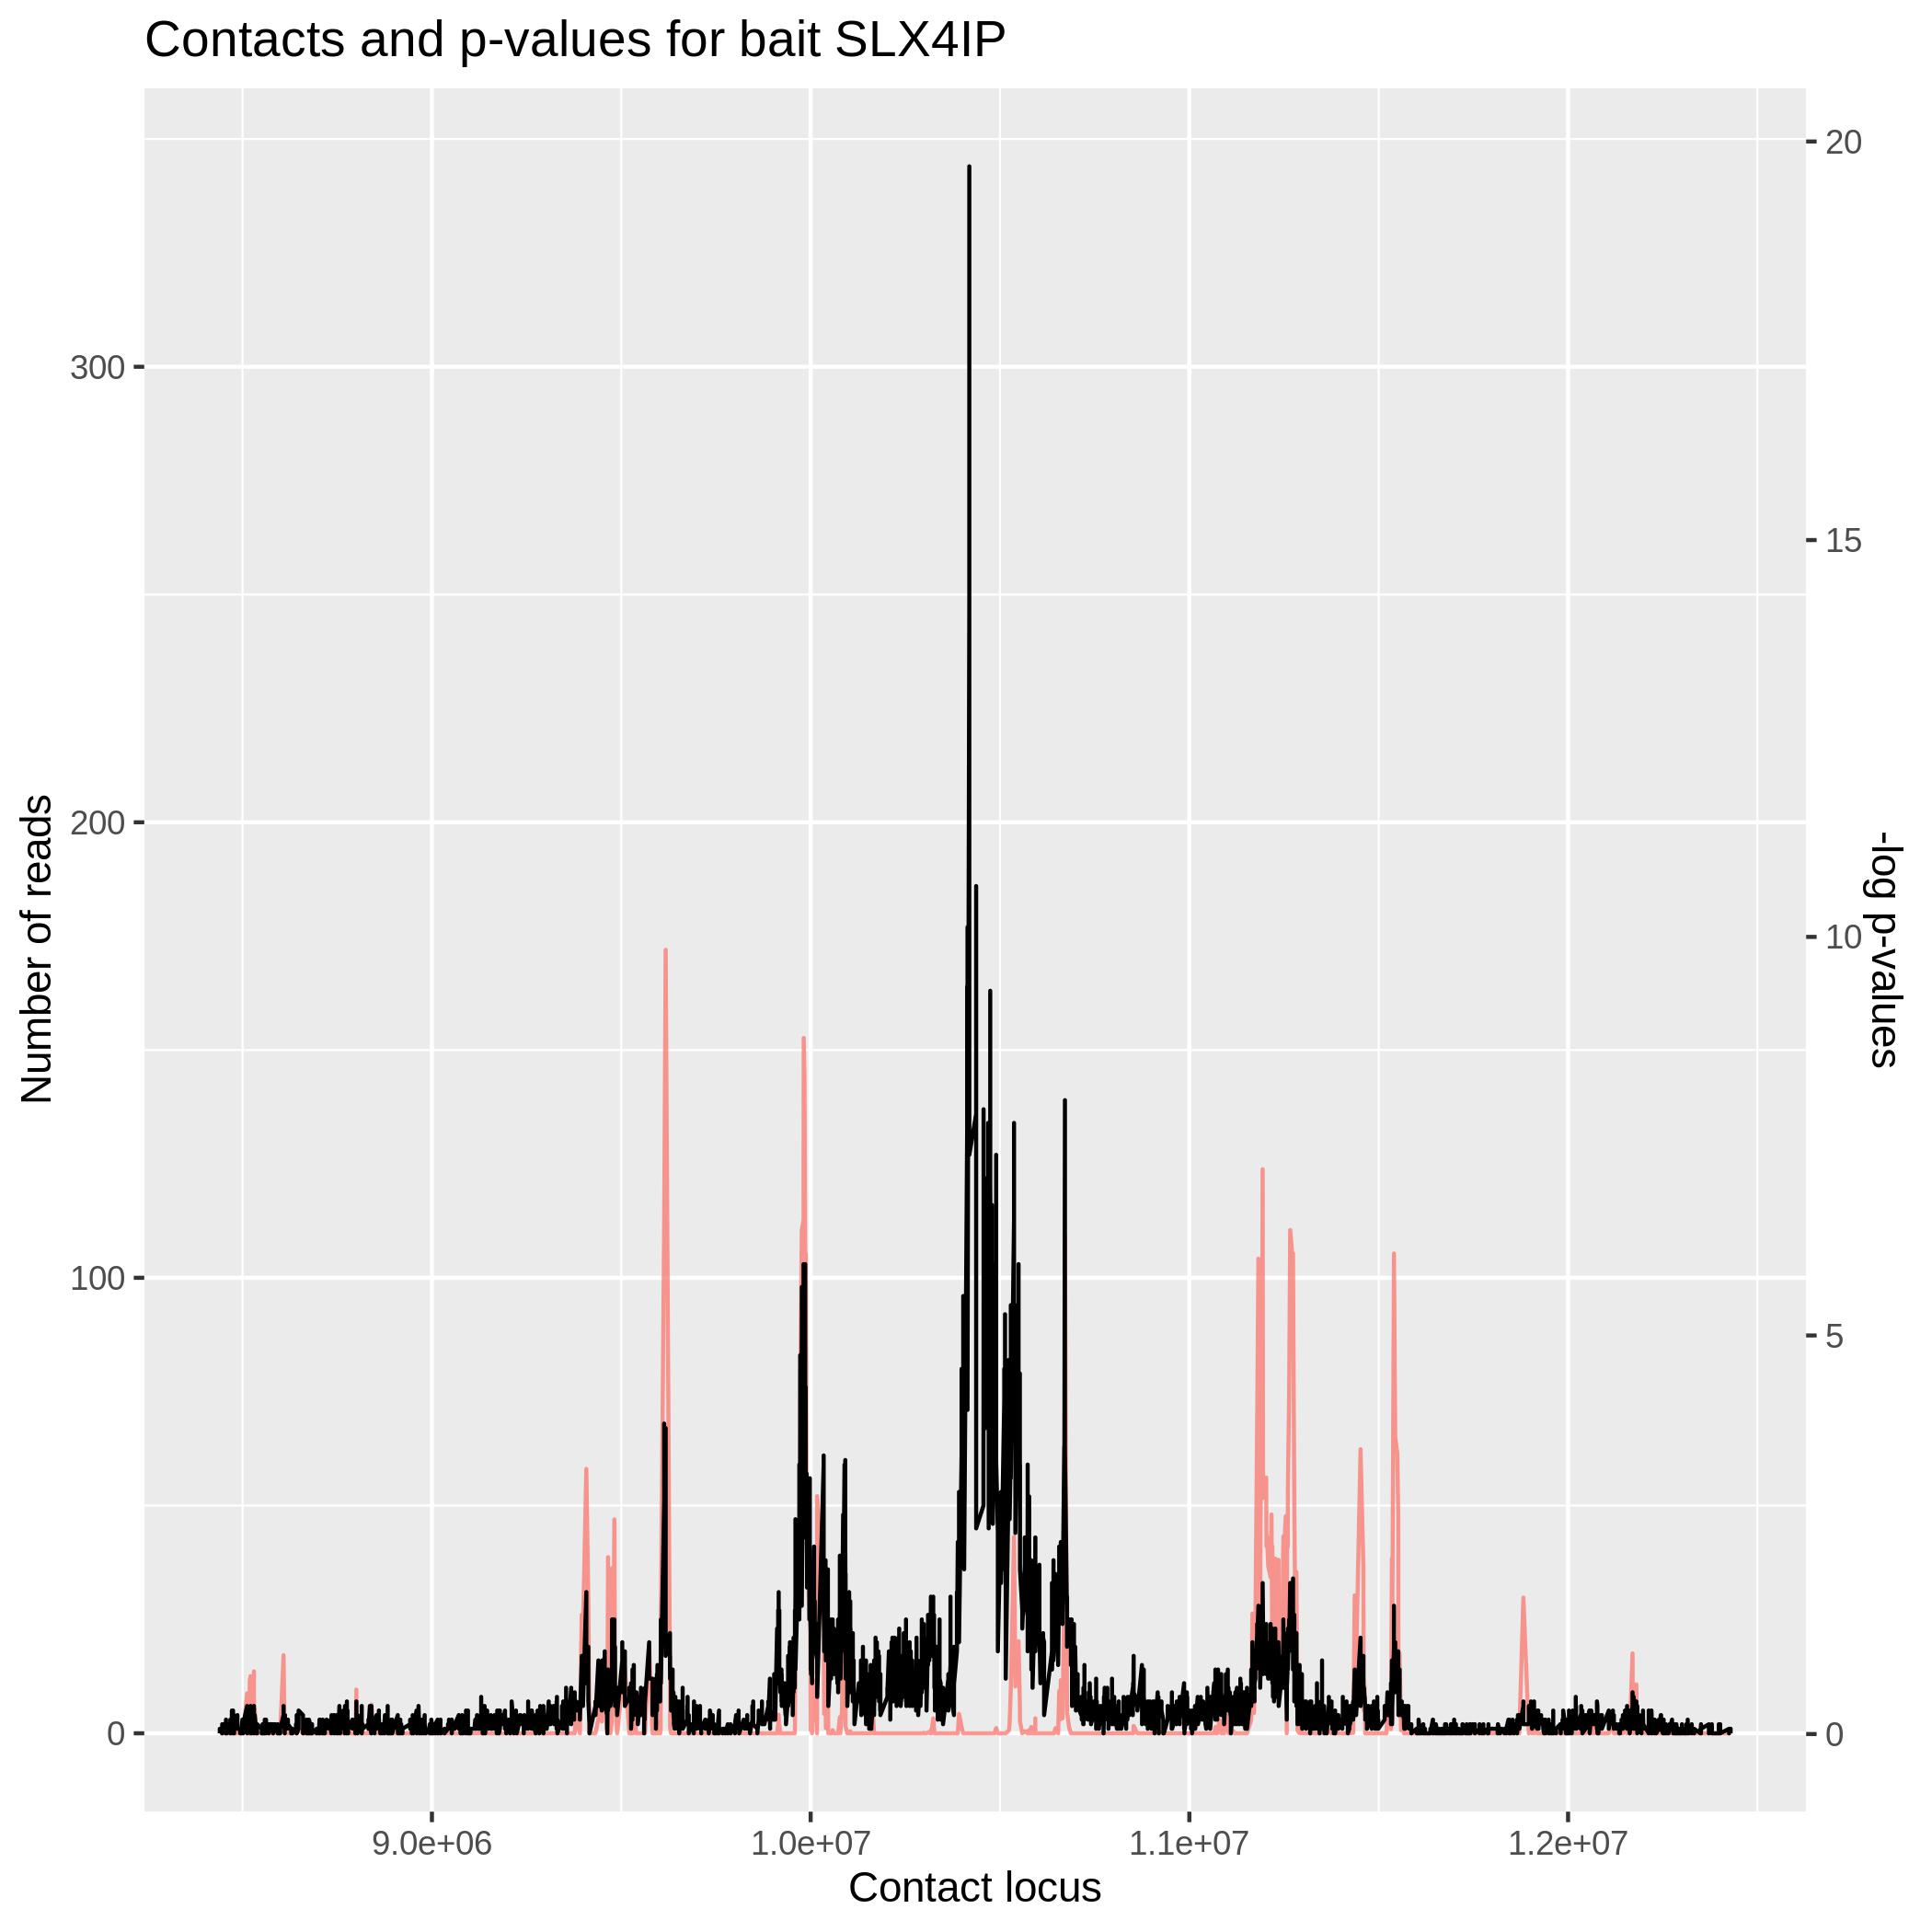 Contacts and p-values for bait SLX4IP
Number of reads
300
200
100
0
20
15
10
5
0
-log p-values
9.0e+06
1.0e+07
1.1e+07
1.2e+07
Contact locus